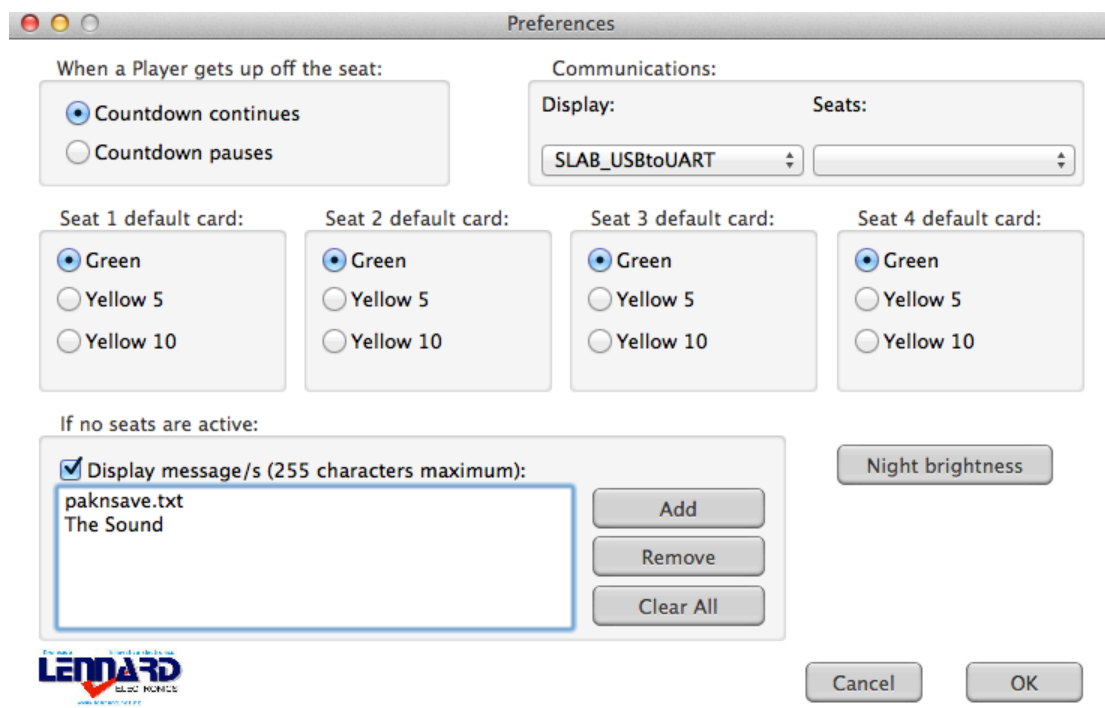 Preferences
When a Player gets up off the seat:
Countdown continues
Countdown pauses
Communications:
Display: Seats:
SLAB_USBtoUART
Seat 1 default card: Seat 2 default card: Seat 3 default card: Seat 4 default card:
Green Green Green Green
Yellow 5 Yellow 5 Yellow 5 Yellow 5
Yellow 10 Yellow 10 Yellow 10 Yellow 10
If no seats are active:
Display message/s (255 characters maximum):
paknsave.txt
The Sound
Add
Remove
Clear All
Night brightness
LENNARD
ELECTRONICS
Cancel OK